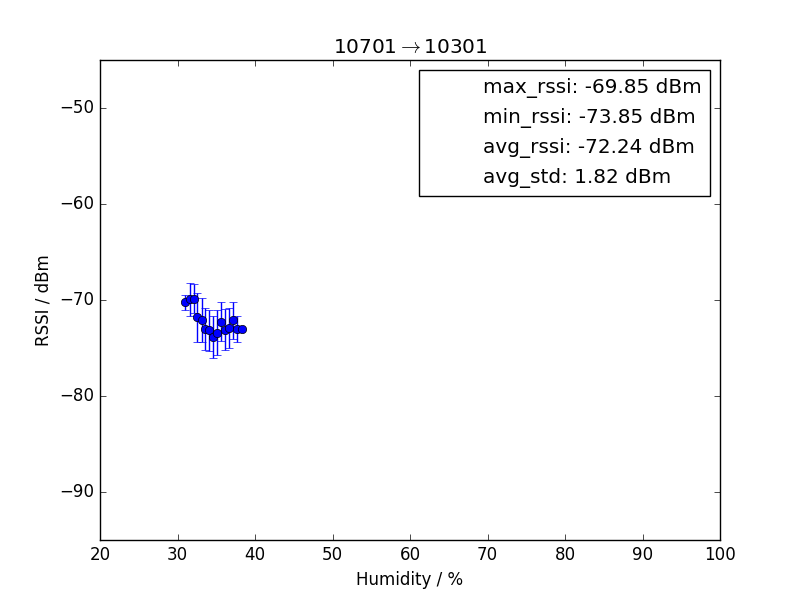 10701→10301
max_rssi: -69.85 dBm
min_rssi: -73.85 dBm
avg_rssi: -72.24 dBm
avg_std: 1.82 dBm
−50
−60
−70
−80
−90
RSSI / dBm
20 30 40 50 60 70 80 90 100
Humidity / %